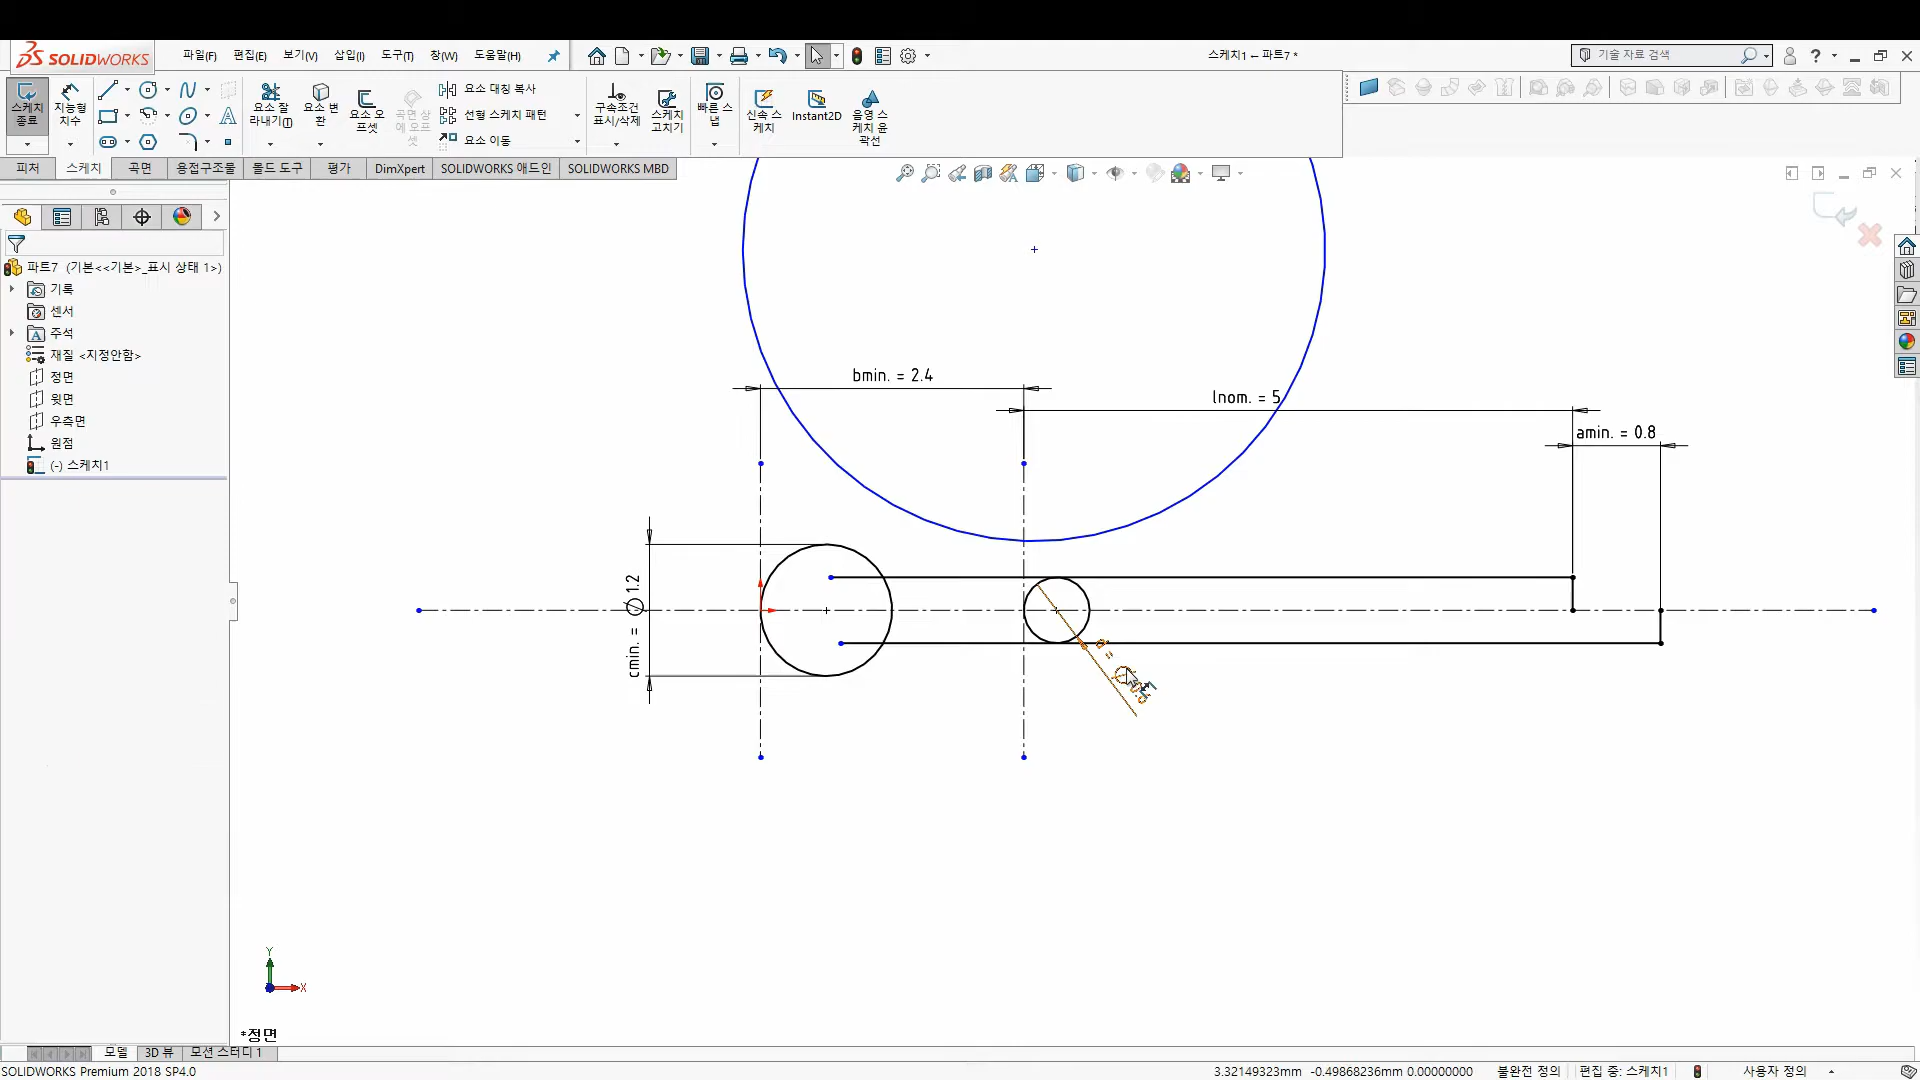 SOLIDWORKS
파일(F) 편집(E) 보기(V) 삽입(I) 도구(T) 창(W) 도움말(H)
스케치1 ← 파트7 *
기술 자료 검색
스케치 종료
지능형 치수
요소 잘라내기(T)
요소 변환
요소 오프셋
곡면 상에 오프셋
요소 대칭 복사
선형 스케치 패턴
요소 이동
구속조건 표시/삭제
스케치 고치기
빠른 스냅
신속 스케치
Instant2D
음영 스케치 윤곽선
피처 스케치 곡면 용접구조물 몰드 도구 평가 DimXpert SOLIDWORKS 애드인 SOLIDWORKS MBD
파트7 (기본<<기본>_표시 상태 1>)
기록
센서
주석
재질 <지정안함>
정면
윗면
우측면
원점
(-) 스케치1
bmin. = 2.4
lnom. = 5
amin. = 0.8
cmin. = ∅1.2
Y
X
*정면
모델 3D 뷰 모션 스터디 1
SOLIDWORKS Premium 2018 SP4.0
3.32149323mm -0.49868236mm 0.00000000 불완전 정의 편집 중: 스케치1 사용자 정의